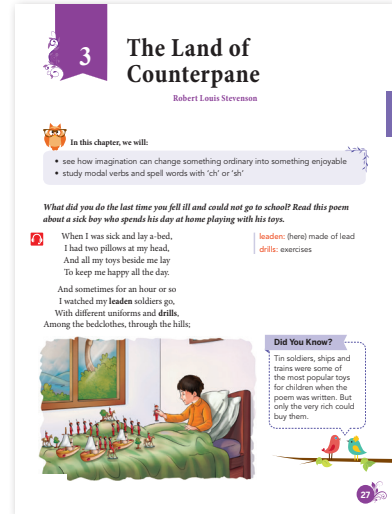 3
The Land of
Counterpane
Robert Louis Stevenson
In this chapter, we will:
• see how imagination can change something ordinary into something enjoyable
• study modal verbs and spell words with 'ch' or 'sh'
What did you do the last time you fell ill and could not go to school? Read this poem
about a sick boy who spends his day at home playing with his toys.
When I was sick and lay a-bed,
I had two pillows at my head,
And all my toys beside me lay
To keep me happy all the day.
And sometimes for an hour or so
I watched my leaden soldiers go,
With different uniforms and drills,
Among the bedclothes, through the hills;
leaden: (here) made of lead
drills: exercises
Did You Know?
Tin soldiers, ships and
trains were some of
the most popular toys
for children when the
poem was written. But
only the very rich could
buy them.
27